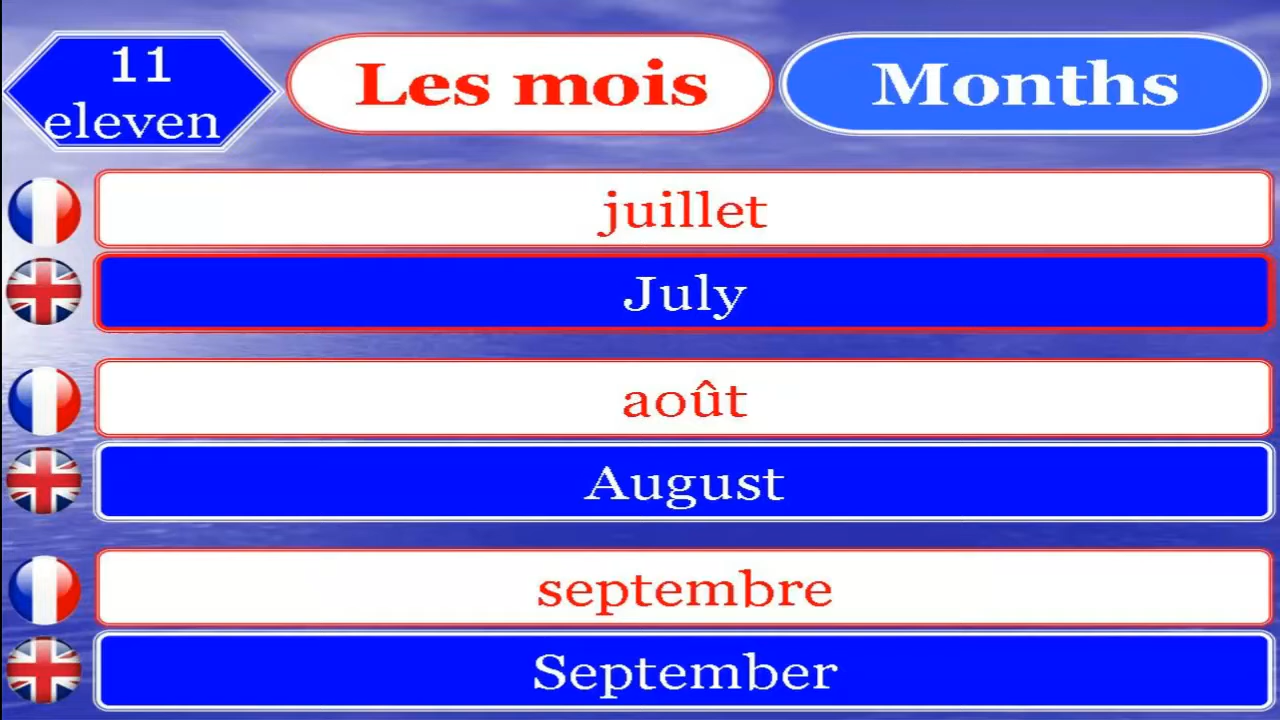 11
eleven
Les mois
Months
juillet
July
août
August
septembre
September